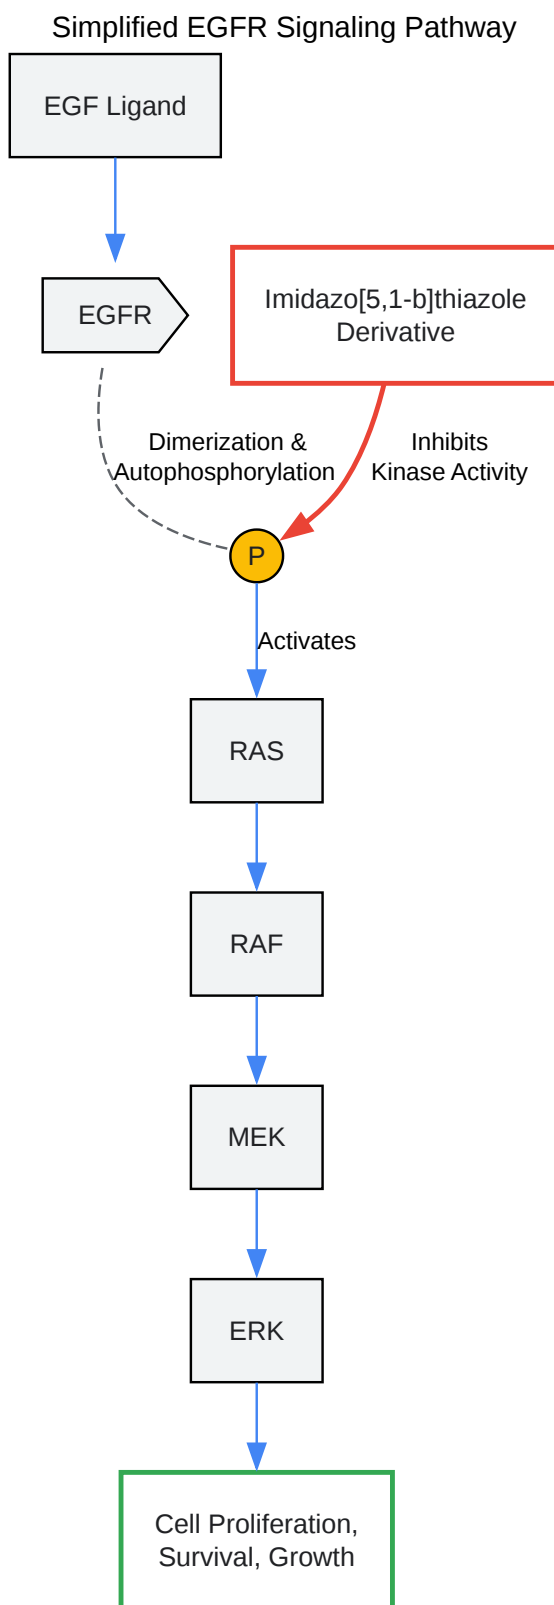 Simplified EGFR Signaling Pathway
EGF Ligand
EGFR
Imidazo[5,1-b]thiazole
Derivative
Dimerization &
Autophosphorylation
Inhibits
Kinase Activity
P
Activates
RAS
RAF
MEK
ERK
Cell Proliferation,
Survival, Growth